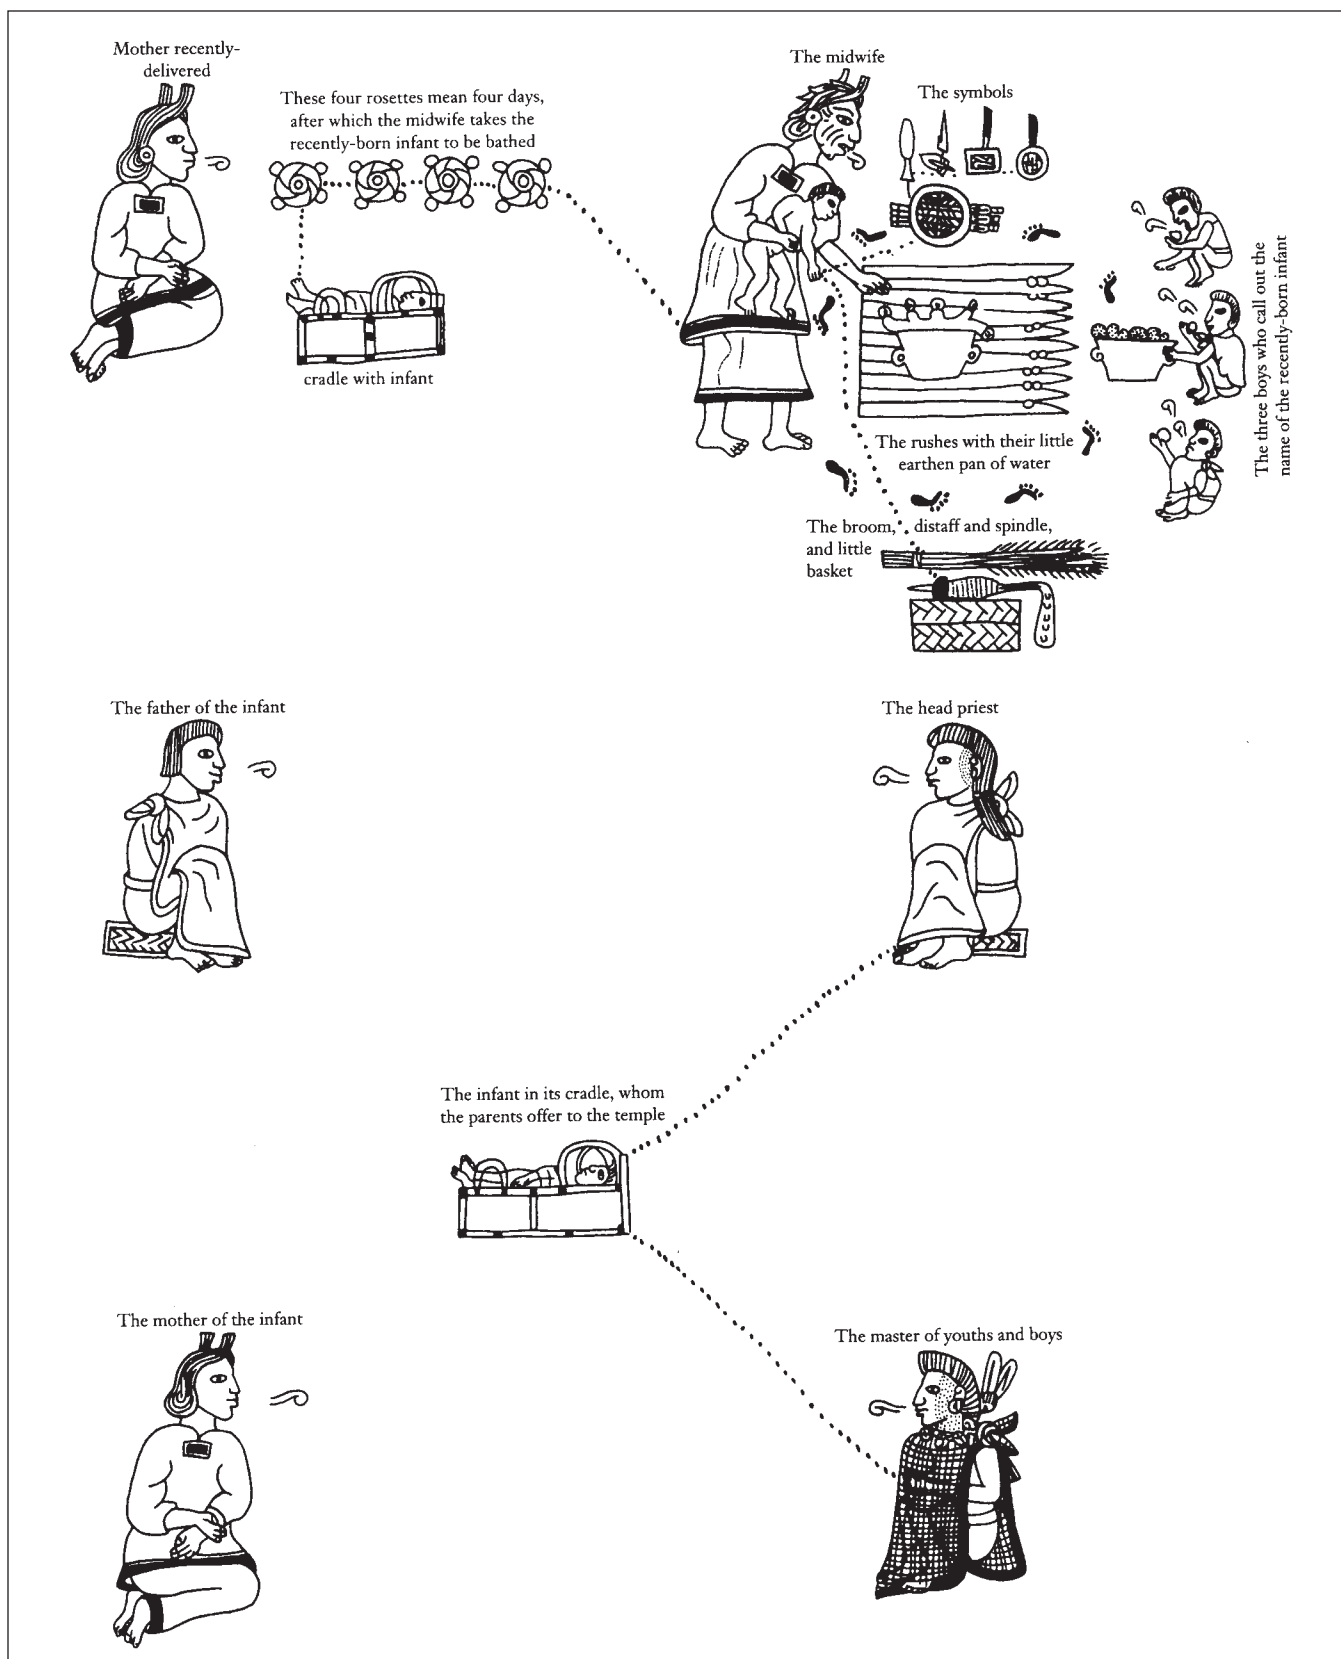 Mother recently-
delivered
These four rosettes mean four days,
after which the midwife takes the
recently-born infant to be bathed
cradle with infant
The midwife
The symbols
The three boys who call out the
name of the recently-born infant
The rushes with their little
earthen pan of water
The broom, distaff and spindle,
and little
basket
The father of the infant
The head priest
The infant in its cradle, whom
the parents offer to the temple
The mother of the infant
The master of youths and boys